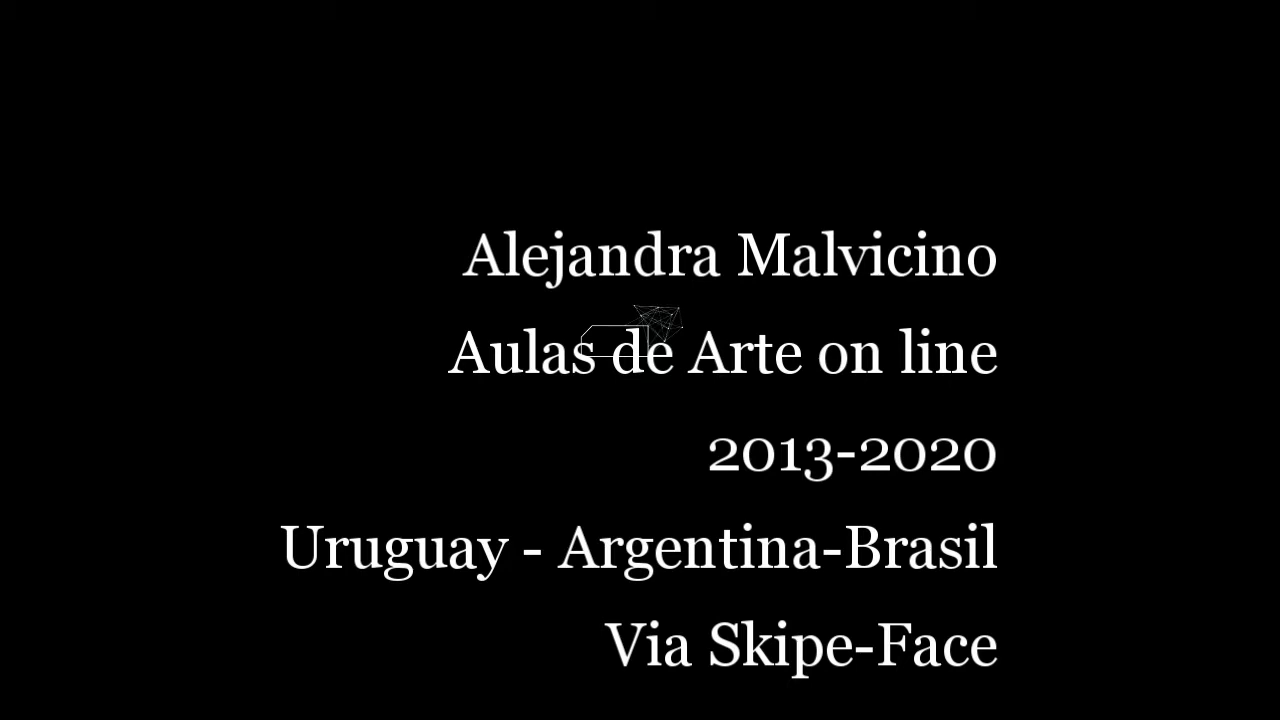 Alejandra Malvicino
Aulas de Arte on line
2013-2020
Uruguay - Argentina-Brasil
Via Skipe-Face